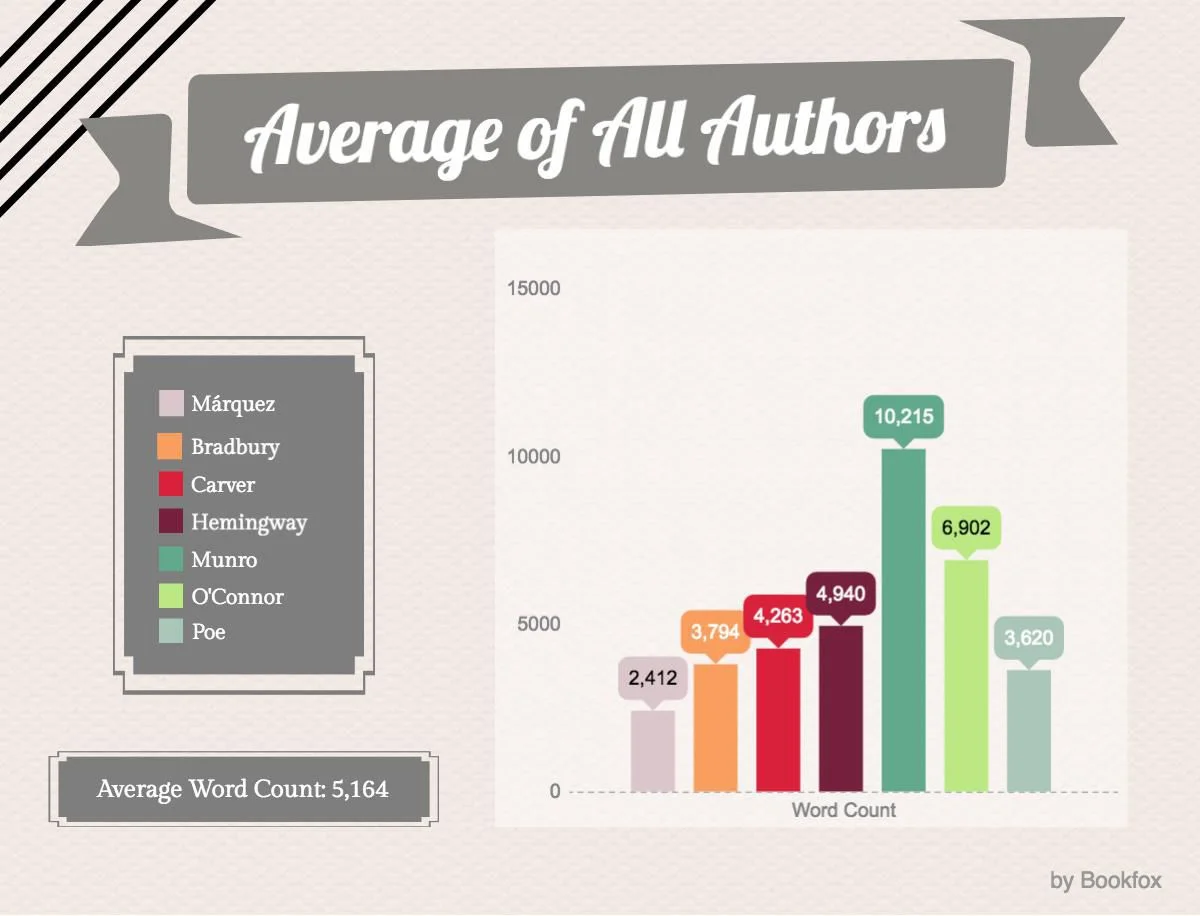 Average of All Authors
Márquez
Bradbury
Carver
Hemingway
Munro
O'Connor
Poe
Average Word Count: 5,164
15000
10000
5000
0
2,412
3,794
4,263
4,940
10,215
6,902
3,620
Word Count
by Bookfox